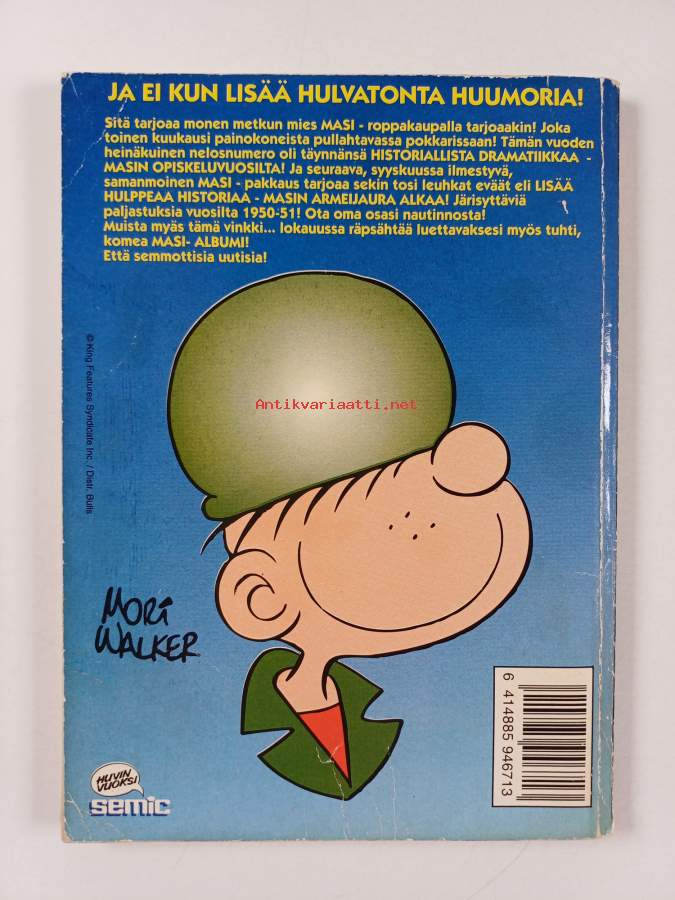 JA EI KUN LISÄÄ HULVATONTA HUUMORIA!
Sitä tarjoaa monen metkun mies MASI - roppakaupalla tarjoaakin! Joka
toinen kuukausi painokoneista pullahtavassa pokkarissaan! Tämän vuoden
heinäkuinen nelosnumero oli täynnänsä HISTORIALLISTA DRAMATIIKKAA -
MASIN OPISKELUVUOSILTA! Ja seuraava, syyskuussa ilmestyvä,
samanmoinen MASI - pakkaus tarjoaa sekin tosi leuhkat eväät eli LISÄÄ
HULPPEAA HISTORIAA - MASIN ARMEIJAURA ALKAA! Järisyttäviä
paljastuksia vuosilta 1950-51! Ota oma osasi nautinnosta!
Muista myäs tämä vinkki... lokauussa räpsähtää luettavaksesi myös tuhti,
komea MASI- ALBUMI!
Että semmottisia uutisia!
© King Features Syndicate Inc. / Distr. Bulls
Antikvariaatti.net
MORT
WALKER
HUVIN
VUOKSI
semic
6 414885 946713